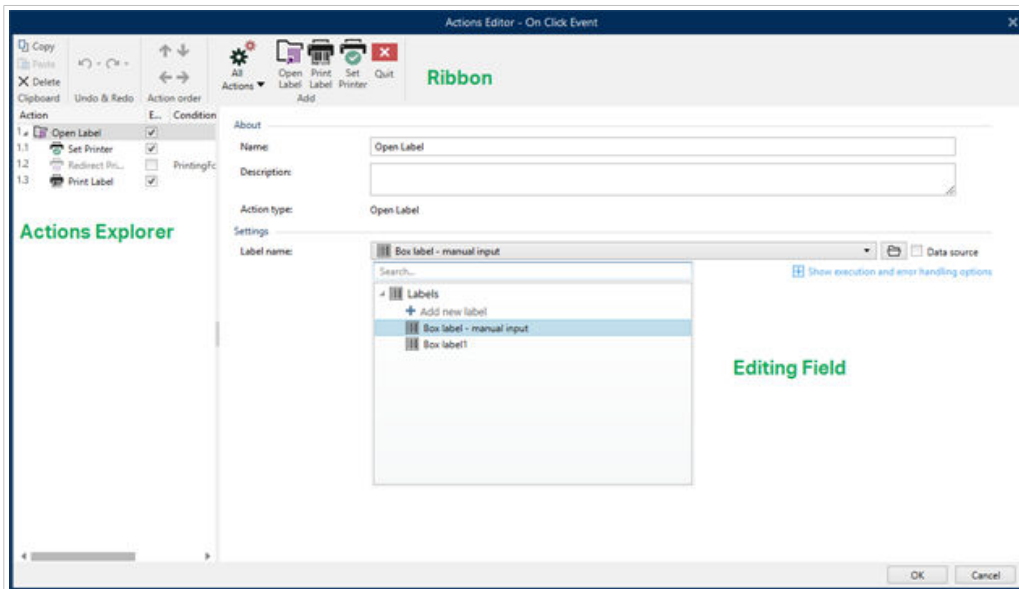 Actions Editor - On Click Event
Copy
Paste
Delete
Clipboard
Undo & Redo
Action order
All Actions
Open Label
Print Label
Set Printer
Quit
Add
Ribbon
Action E... Condition
1 Open Label
1.1 Set Printer
1.2 Redirect Pri... PrintingFc
1.3 Print Label
Actions Explorer
About
Name: Open Label
Description:
Action type: Open Label
Settings
Label name: Box label - manual input Data source
Search...
Show execution and error handling options
Labels
Add new label
Box label - manual input
Box label1
Editing Field
OK Cancel